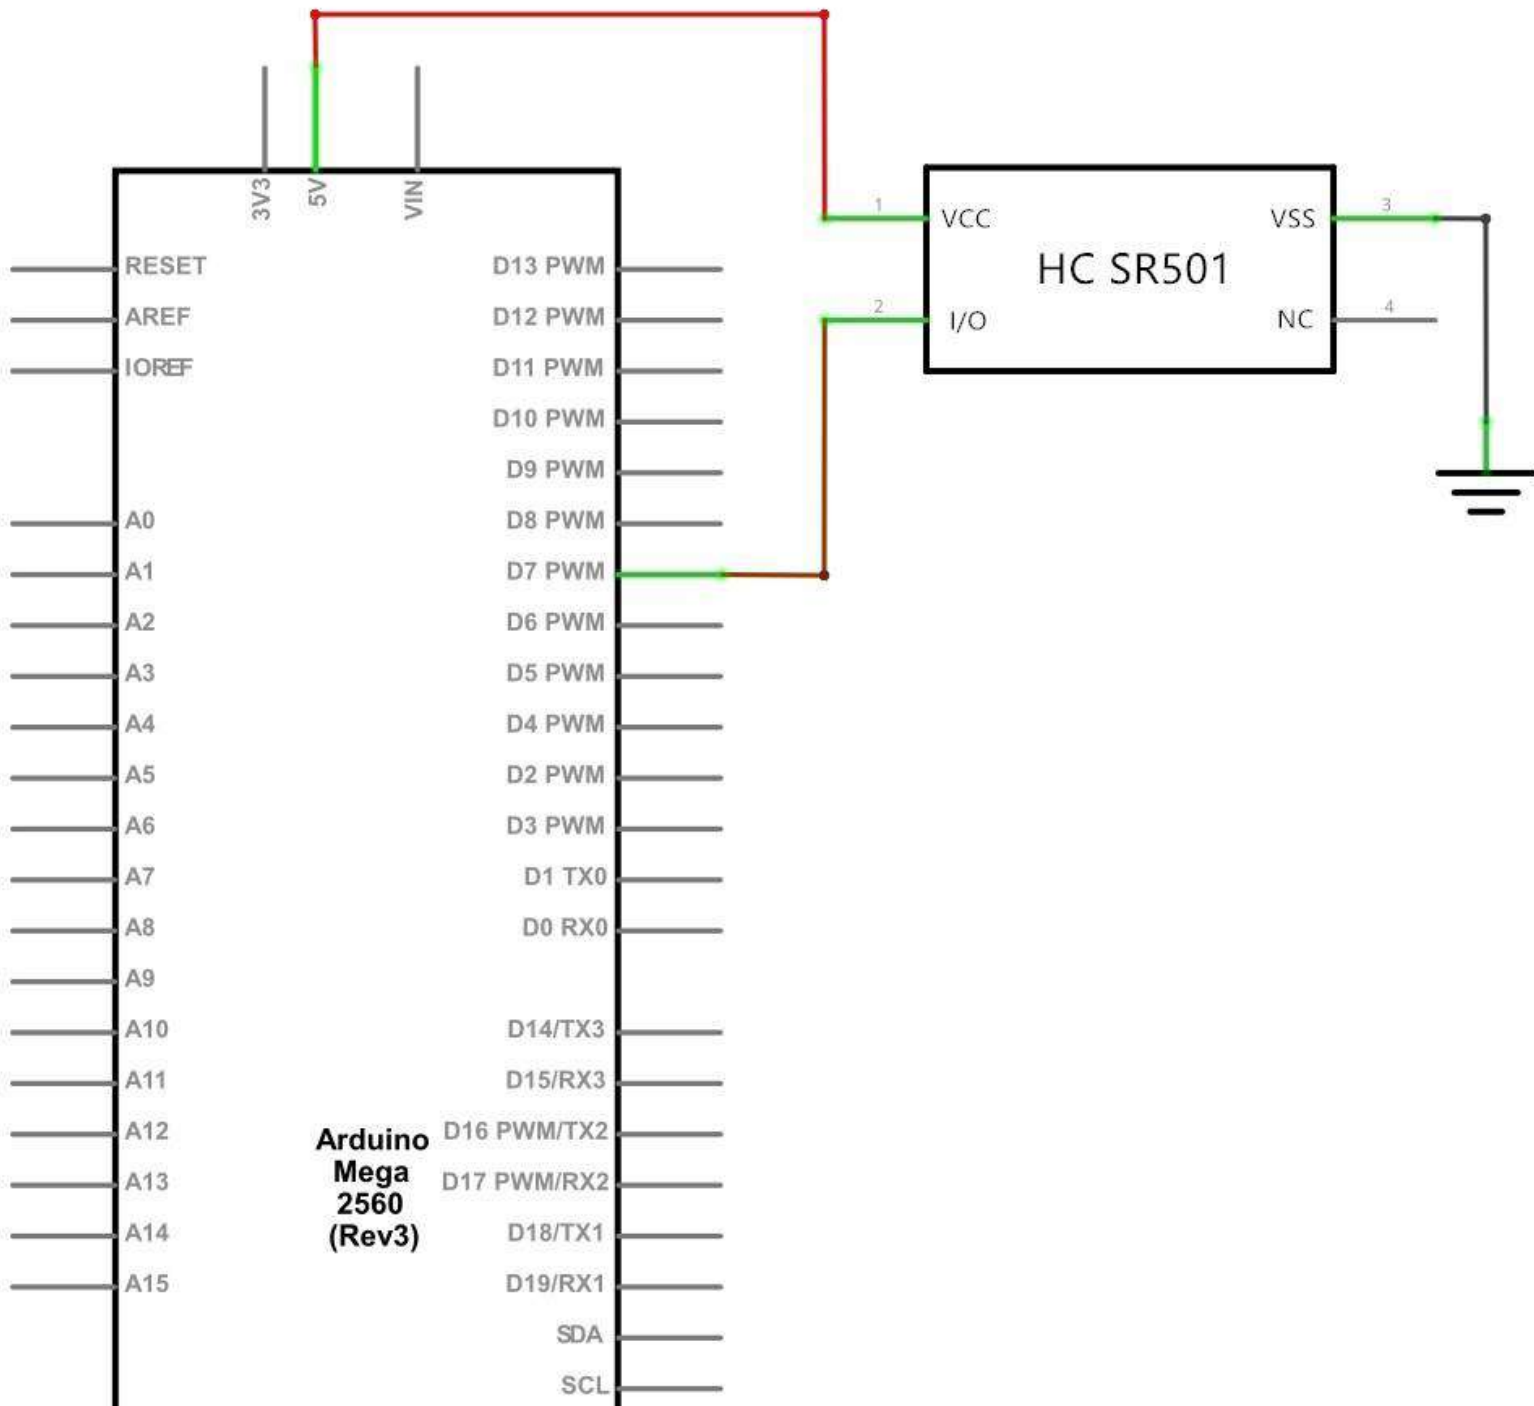 3V3
5V
VIN
RESET
AREF
IOREF
A0
A1
A2
A3
A4
A5
A6
A7
A8
A9
A10
A11
A12
A13
A14
A15
D13 PWM
D12 PWM
D11 PWM
D10 PWM
D9 PWM
D8 PWM
D7 PWM
D6 PWM
D5 PWM
D4 PWM
D2 PWM
D3 PWM
D1 TX0
D0 RX0
D14/TX3
D15/RX3
D16 PWM/TX2
D17 PWM/RX2
D18/TX1
D19/RX1
SDA
SCL
Arduino
Mega
2560
(Rev3)
1
VCC
2
I/O
HC SR501
VSS
3
NC
4